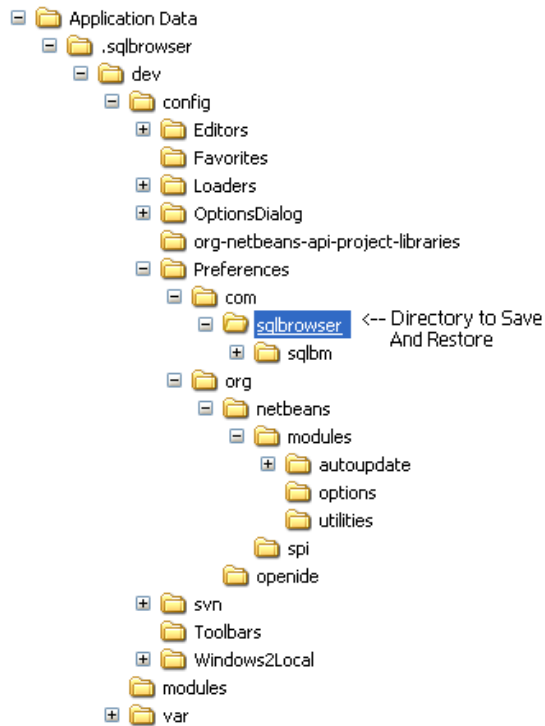 Application Data
.sqlbrowser
dev
config
Editors
Favorites
Loaders
OptionsDialog
org-netbeans-api-project-libraries
Preferences
com
sqlbrowser <-- Directory to Save
And Restore
sqlbm
org
netbeans
modules
autoupdate
options
utilities
spi
openide
svn
Toolbars
Windows2Local
modules
var